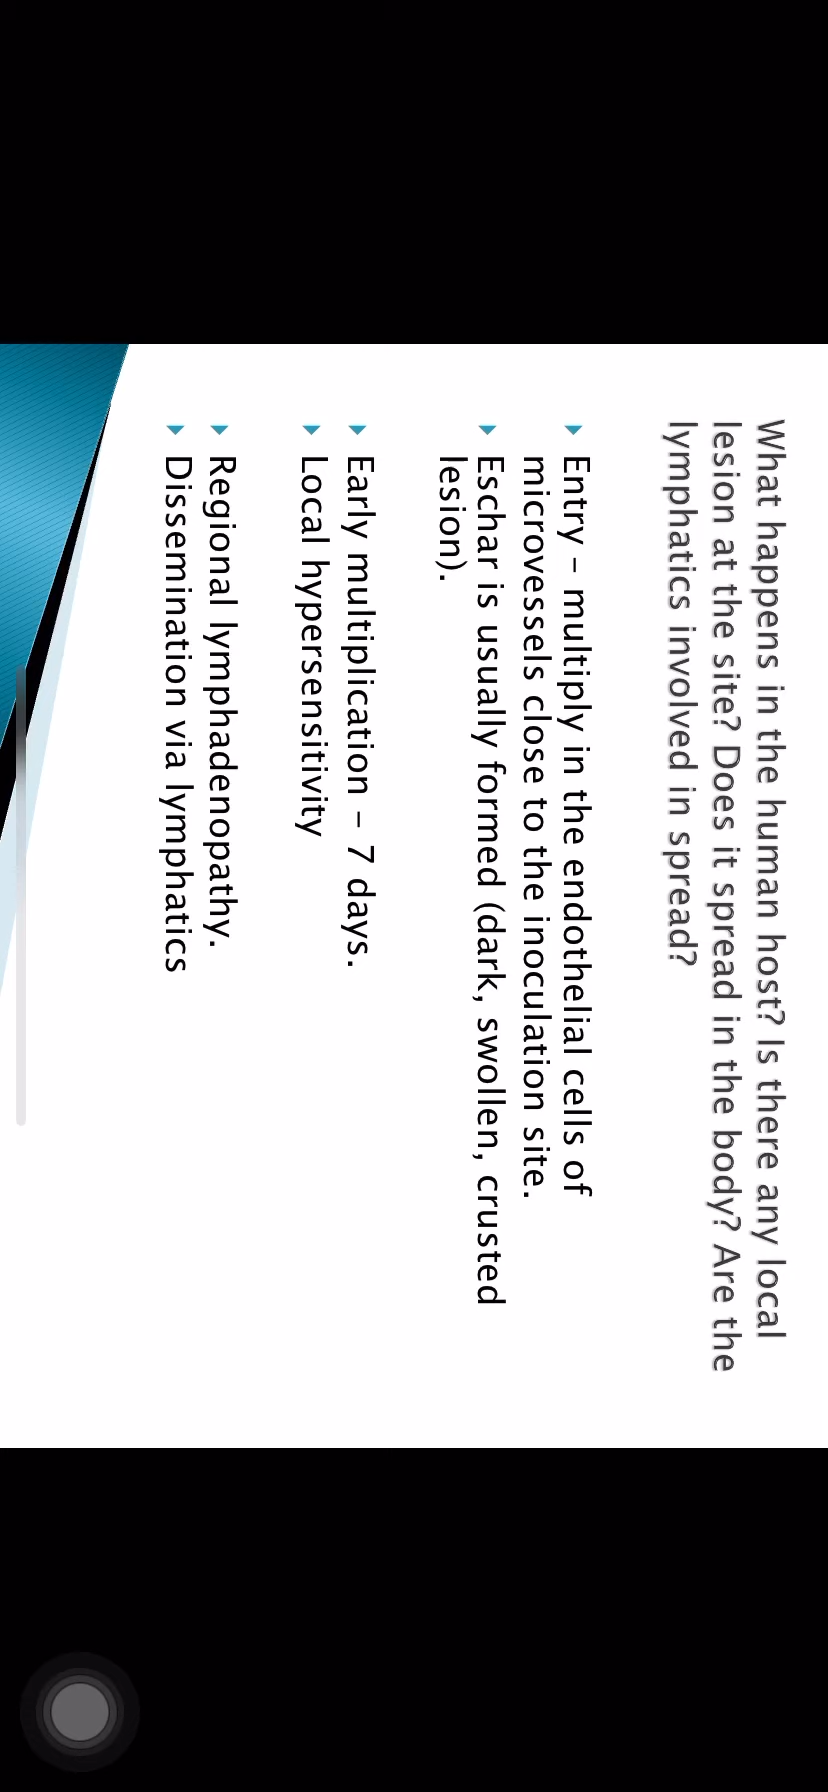 What happens in the human host? Is there any local
lesion at the site? Does it spread in the body? Are the
lymphatics involved in spread?
Entry – multiply in the endothelial cells of
microvessels close to the inoculation site.
Eschar is usually formed (dark, swollen, crusted
lesion).
Early multiplication – 7 days.
Local hypersensitivity
Regional lymphadenopathy.
Dissemination via lymphatics